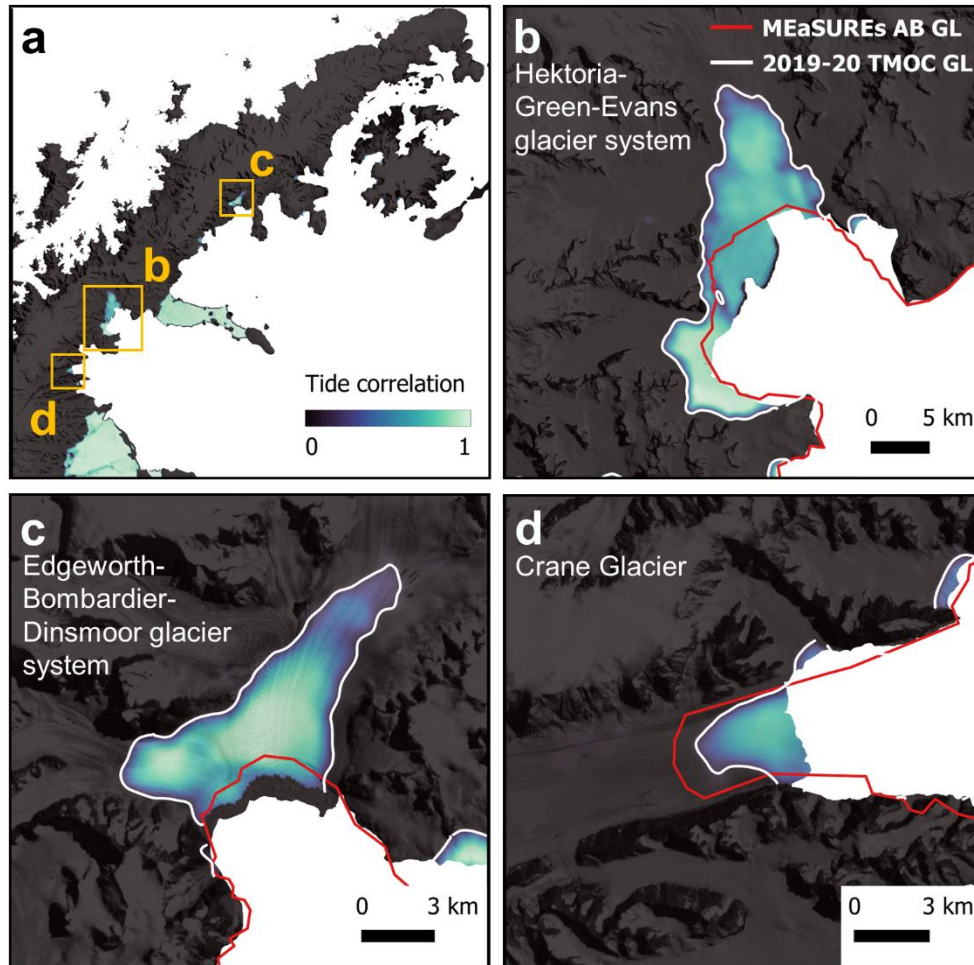 a
c
b
d
Tide correlation
0 1
b
MEaSUREs AB GL
2019-20 TMOC GL
Hektoria-
Green-Evans
glacier system
0 5 km
c
Edgeworth-
Bombardier-
Dinsmoor glacier
system
0 3 km
d
Crane Glacier
0 3 km